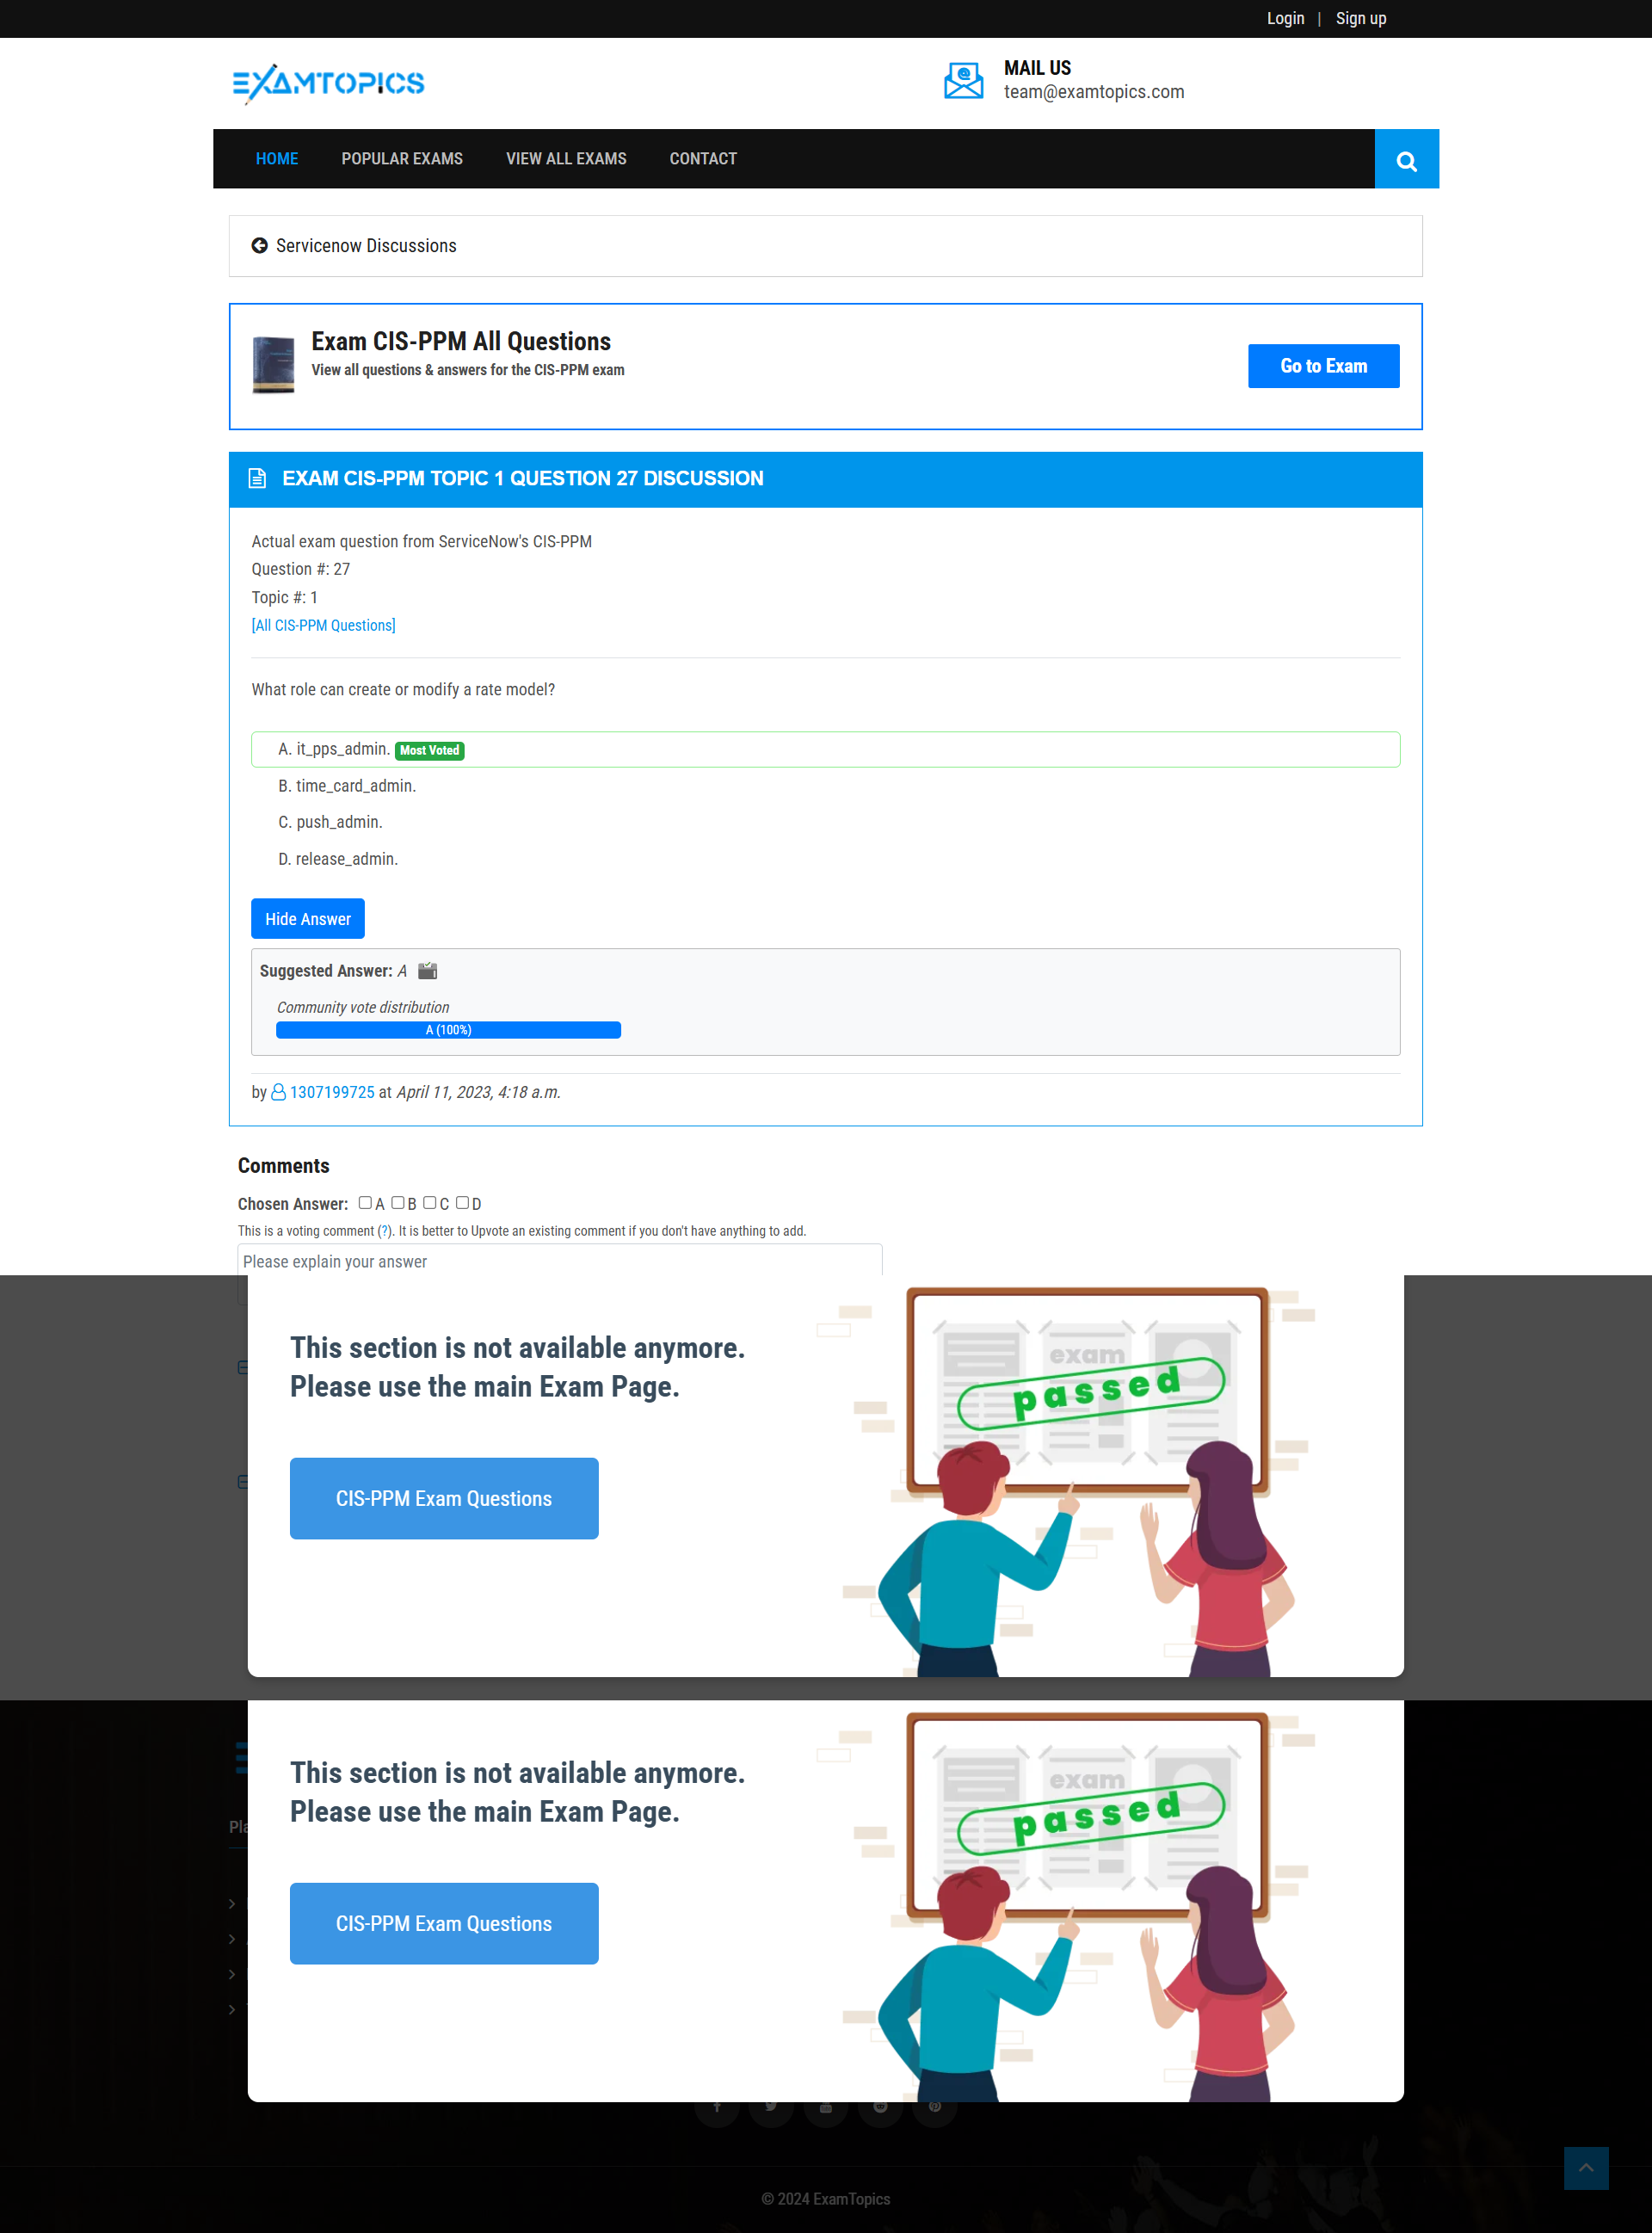 Login | Sign up
EXAMTOPICS
MAIL US
team@examtopics.com
HOME POPULAR EXAMS VIEW ALL EXAMS CONTACT
Servicenow Discussions
Exam CIS-PPM All Questions
View all questions & answers for the CIS-PPM exam
Go to Exam
EXAM CIS-PPM TOPIC 1 QUESTION 27 DISCUSSION
Actual exam question from ServiceNow's CIS-PPM
Question #: 27
Topic #: 1
[All CIS-PPM Questions]
What role can create or modify a rate model?
A. it_pps_admin. Most Voted
B. time_card_admin.
C. push_admin.
D. release_admin.
Hide Answer
Suggested Answer: A
Community vote distribution
A (100%)
by 1307199725 at April 11, 2023, 4:18 a.m.
Comments
Chosen Answer: A B C D
This is a voting comment (?). It is better to Upvote an existing comment if you don't have anything to add.
Please explain your answer
This section is not available anymore.
Please use the main Exam Page.
CIS-PPM Exam Questions
exam
passed
This section is not available anymore.
Please use the main Exam Page.
CIS-PPM Exam Questions
exam
passed
© 2024 ExamTopics